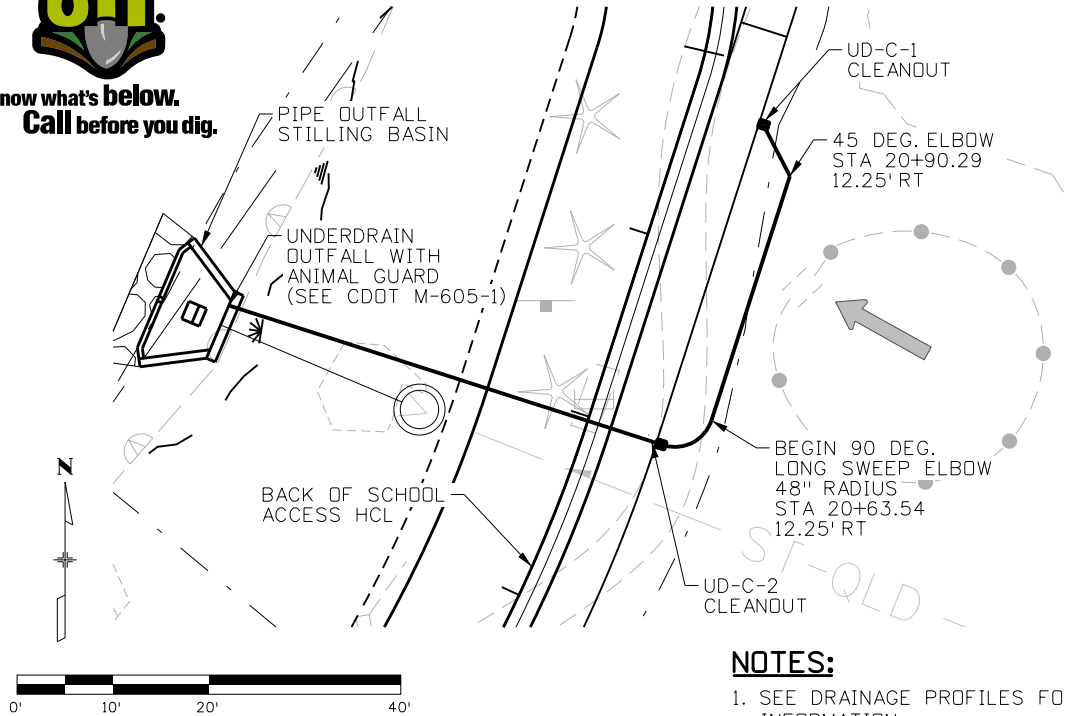 Know what's below.
Call before you dig.
UD-C-1
CLEANOUT
PIPE OUTFALL
STILLING BASIN
45 DEG. ELBOW
STA 20+90.29
12.25' RT
UNDERDRAIN
OUTFALL WITH
ANIMAL GUARD
(SEE CDOT M-605-1)
BEGIN 90 DEG.
LONG SWEEP ELBOW
48" RADIUS
STA 20+63.54
12.25' RT
BACK OF SCHOOL
ACCESS HCL
N
ST-QLD
UD-C-2
CLEANOUT
0' 10' 20' 40'
NOTES:
1. SEE DRAINAGE PROFILES FO